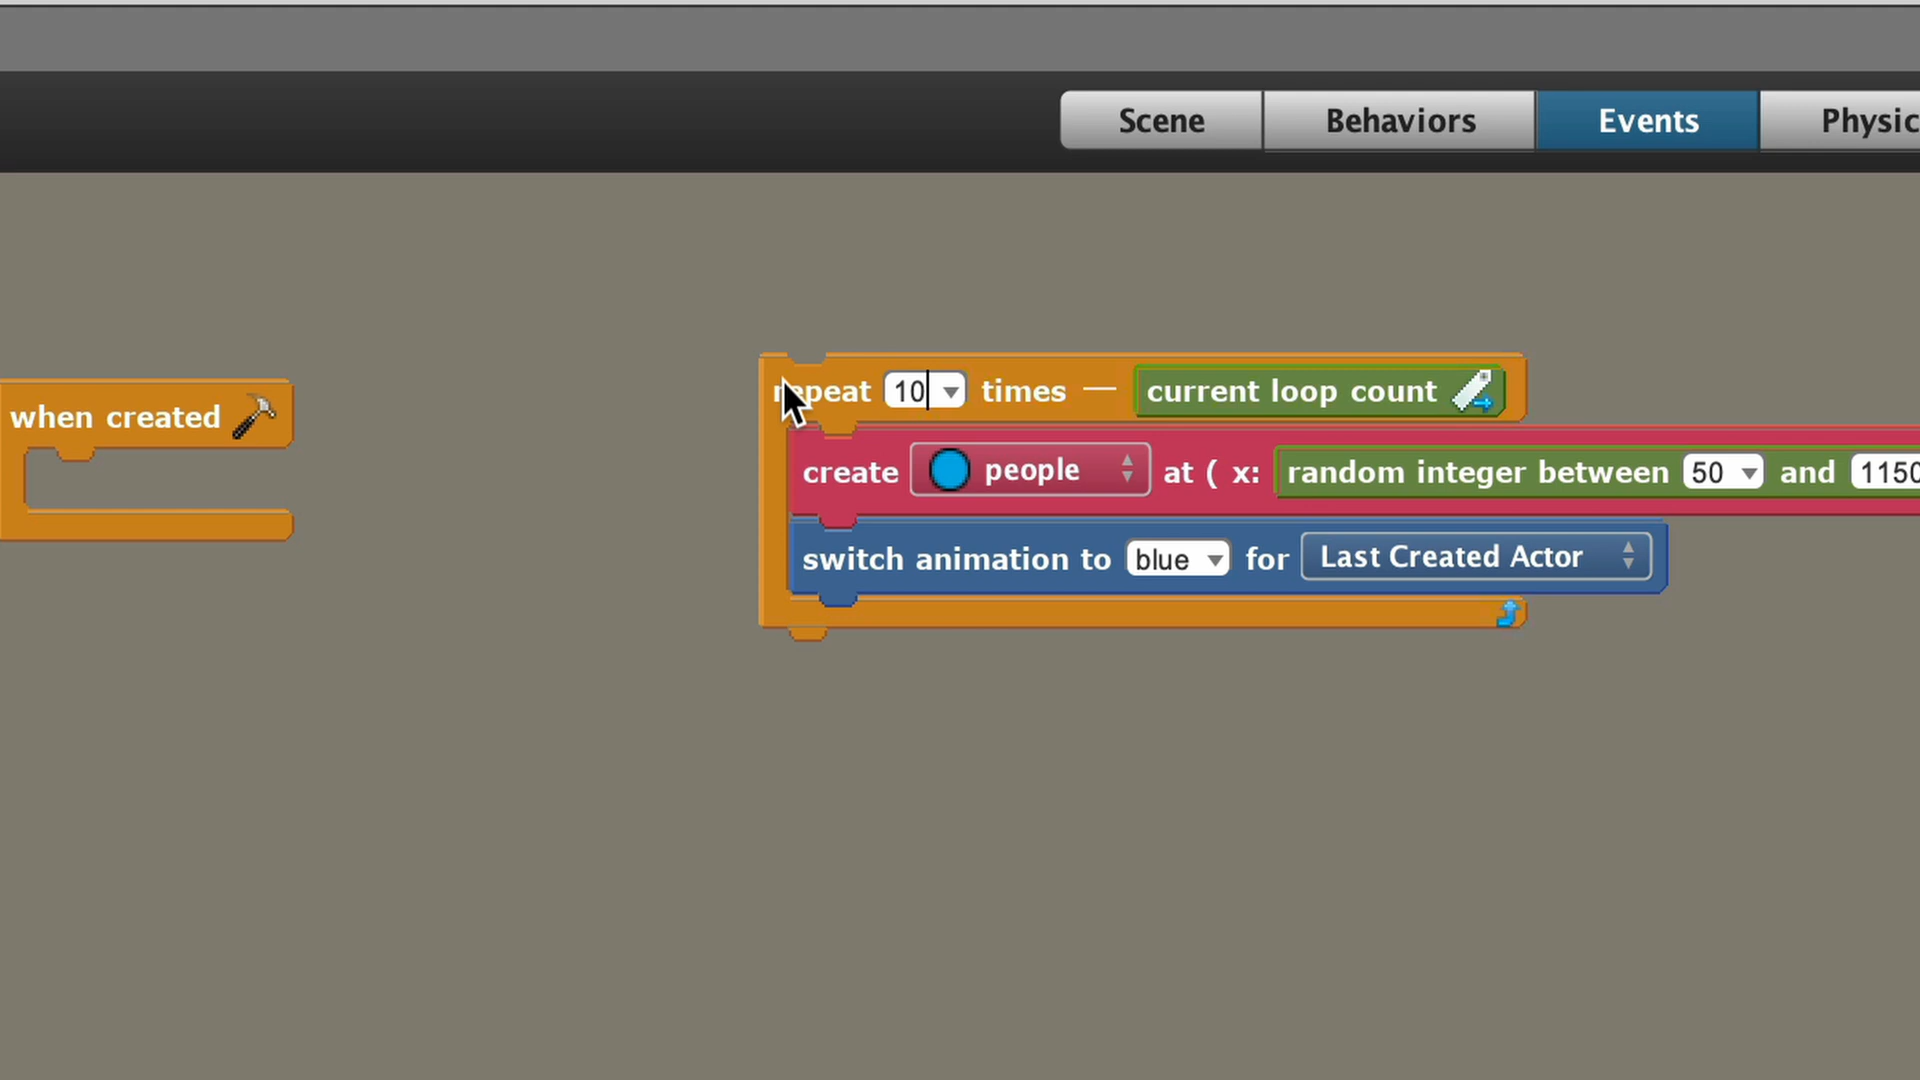 Scene Behaviors Events Physic
when created
repeat 10 times — current loop count
create people at ( x: random integer between 50 and 1150
switch animation to blue for Last Created Actor